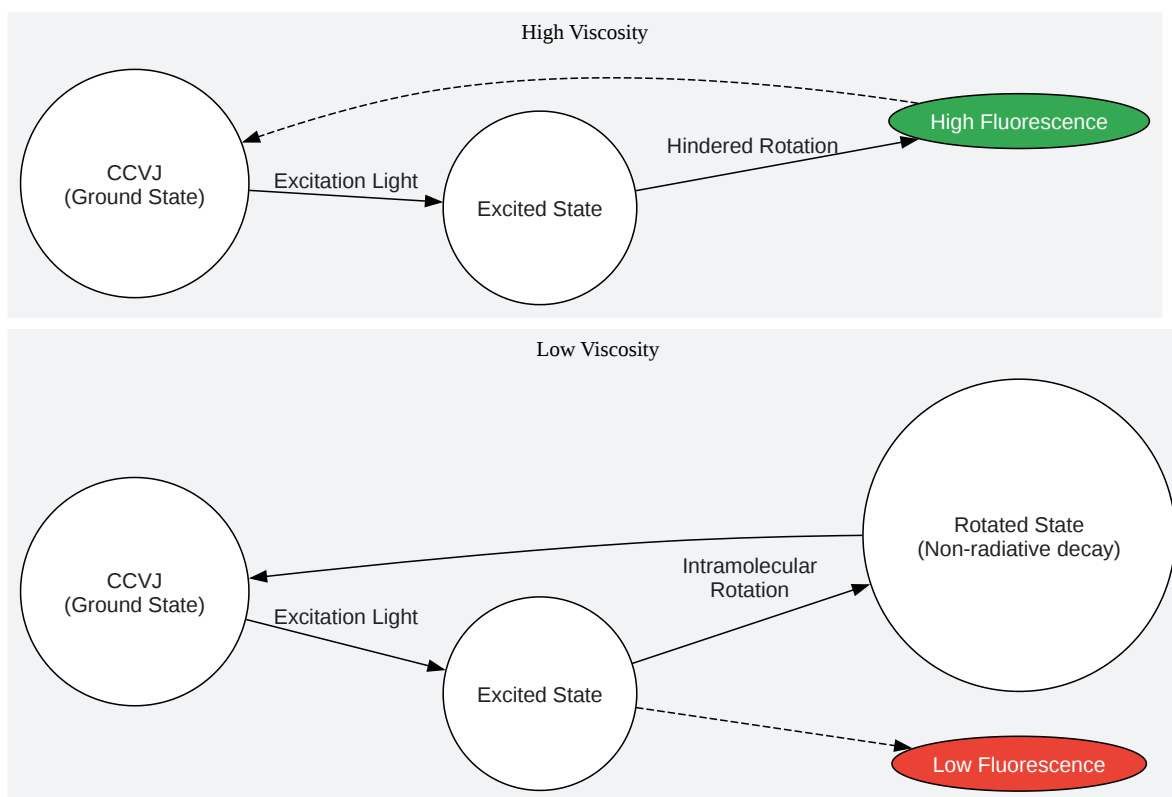 High Viscosity
CCVJ
(Ground State)
Excitation Light
Excited State
Hindered Rotation
High Fluorescence
Low Viscosity
CCVJ
(Ground State)
Excitation Light
Excited State
Intramolecular
Rotation
Rotated State
(Non-radiative decay)
Low Fluorescence